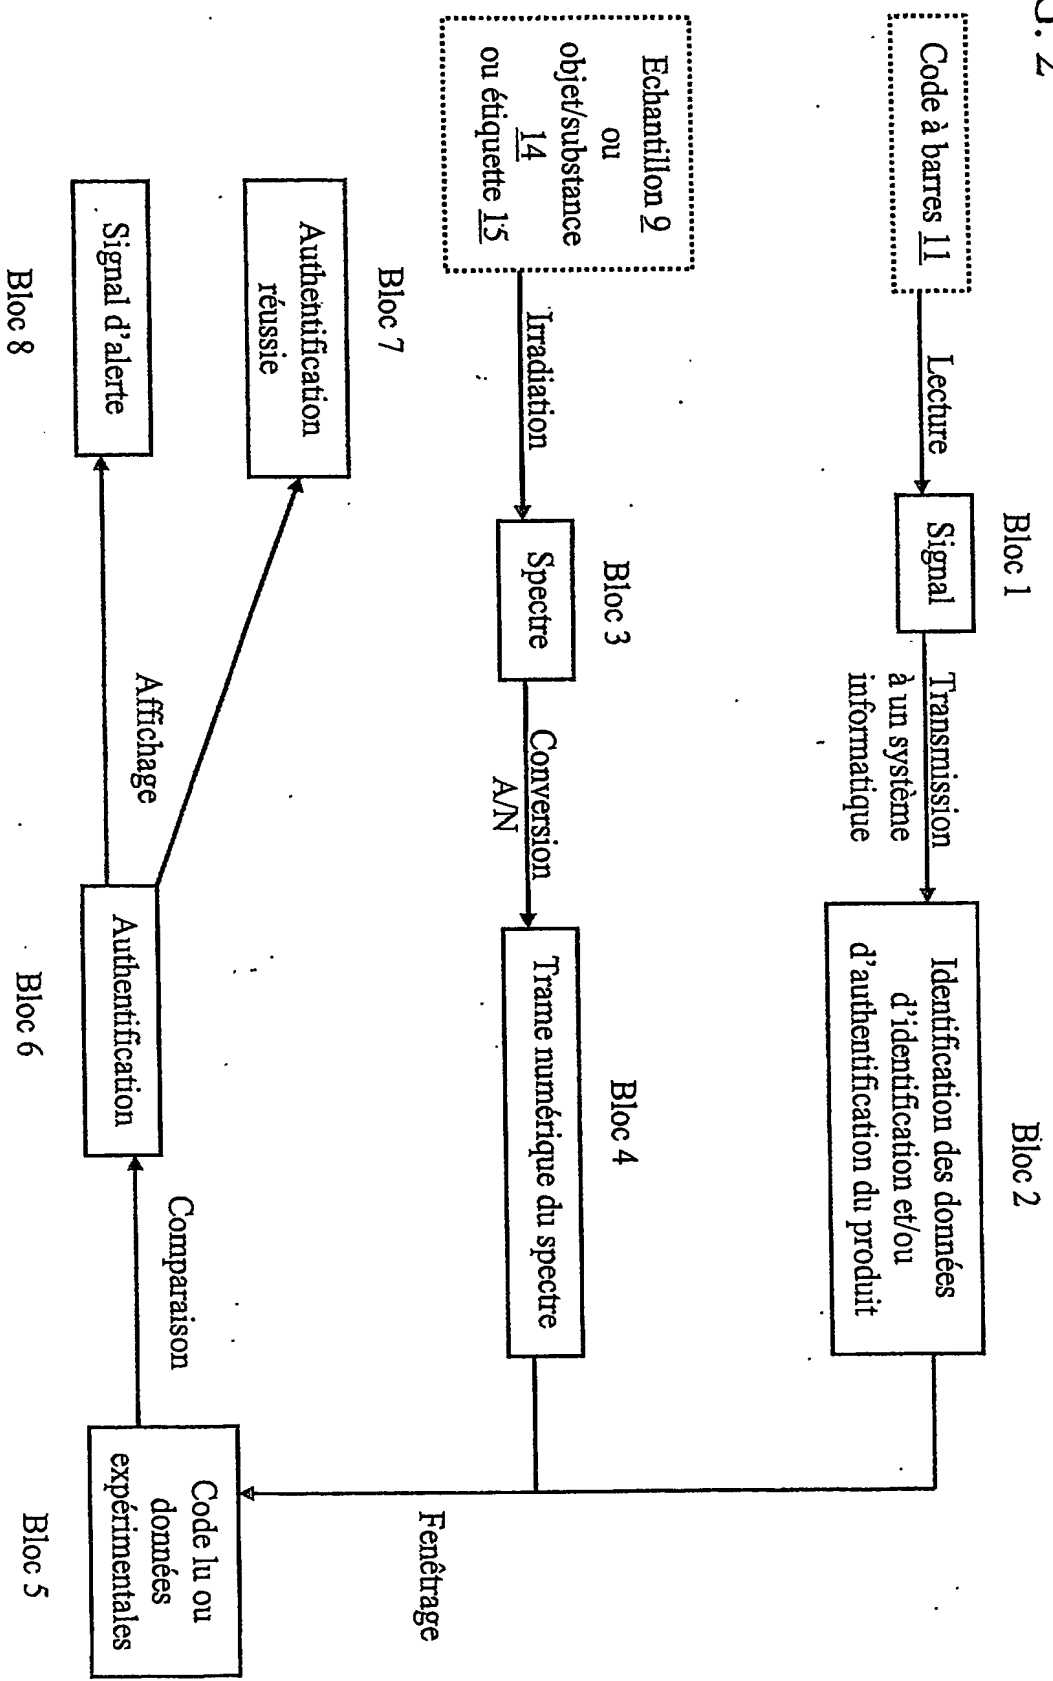 Code à barres 11
Lecture
Bloc 1
Signal
Transmission
à un système
informatique
Bloc 2
Identification des données
d'identification et/ou
d'authentification du produit
Echantillon 9
ou
objet/substance
14
ou étiquette 15
Irradiation
Bloc 3
Spectre
Conversion
A/N
Bloc 4
Trame numérique du spectre
Fenêtrage
Bloc 7
Authentification
réussie
Signal d'alerte
Bloc 8
Affichage
Authentification
Bloc 6
Comparaison
Code lu ou
données
expérimentales
Bloc 5